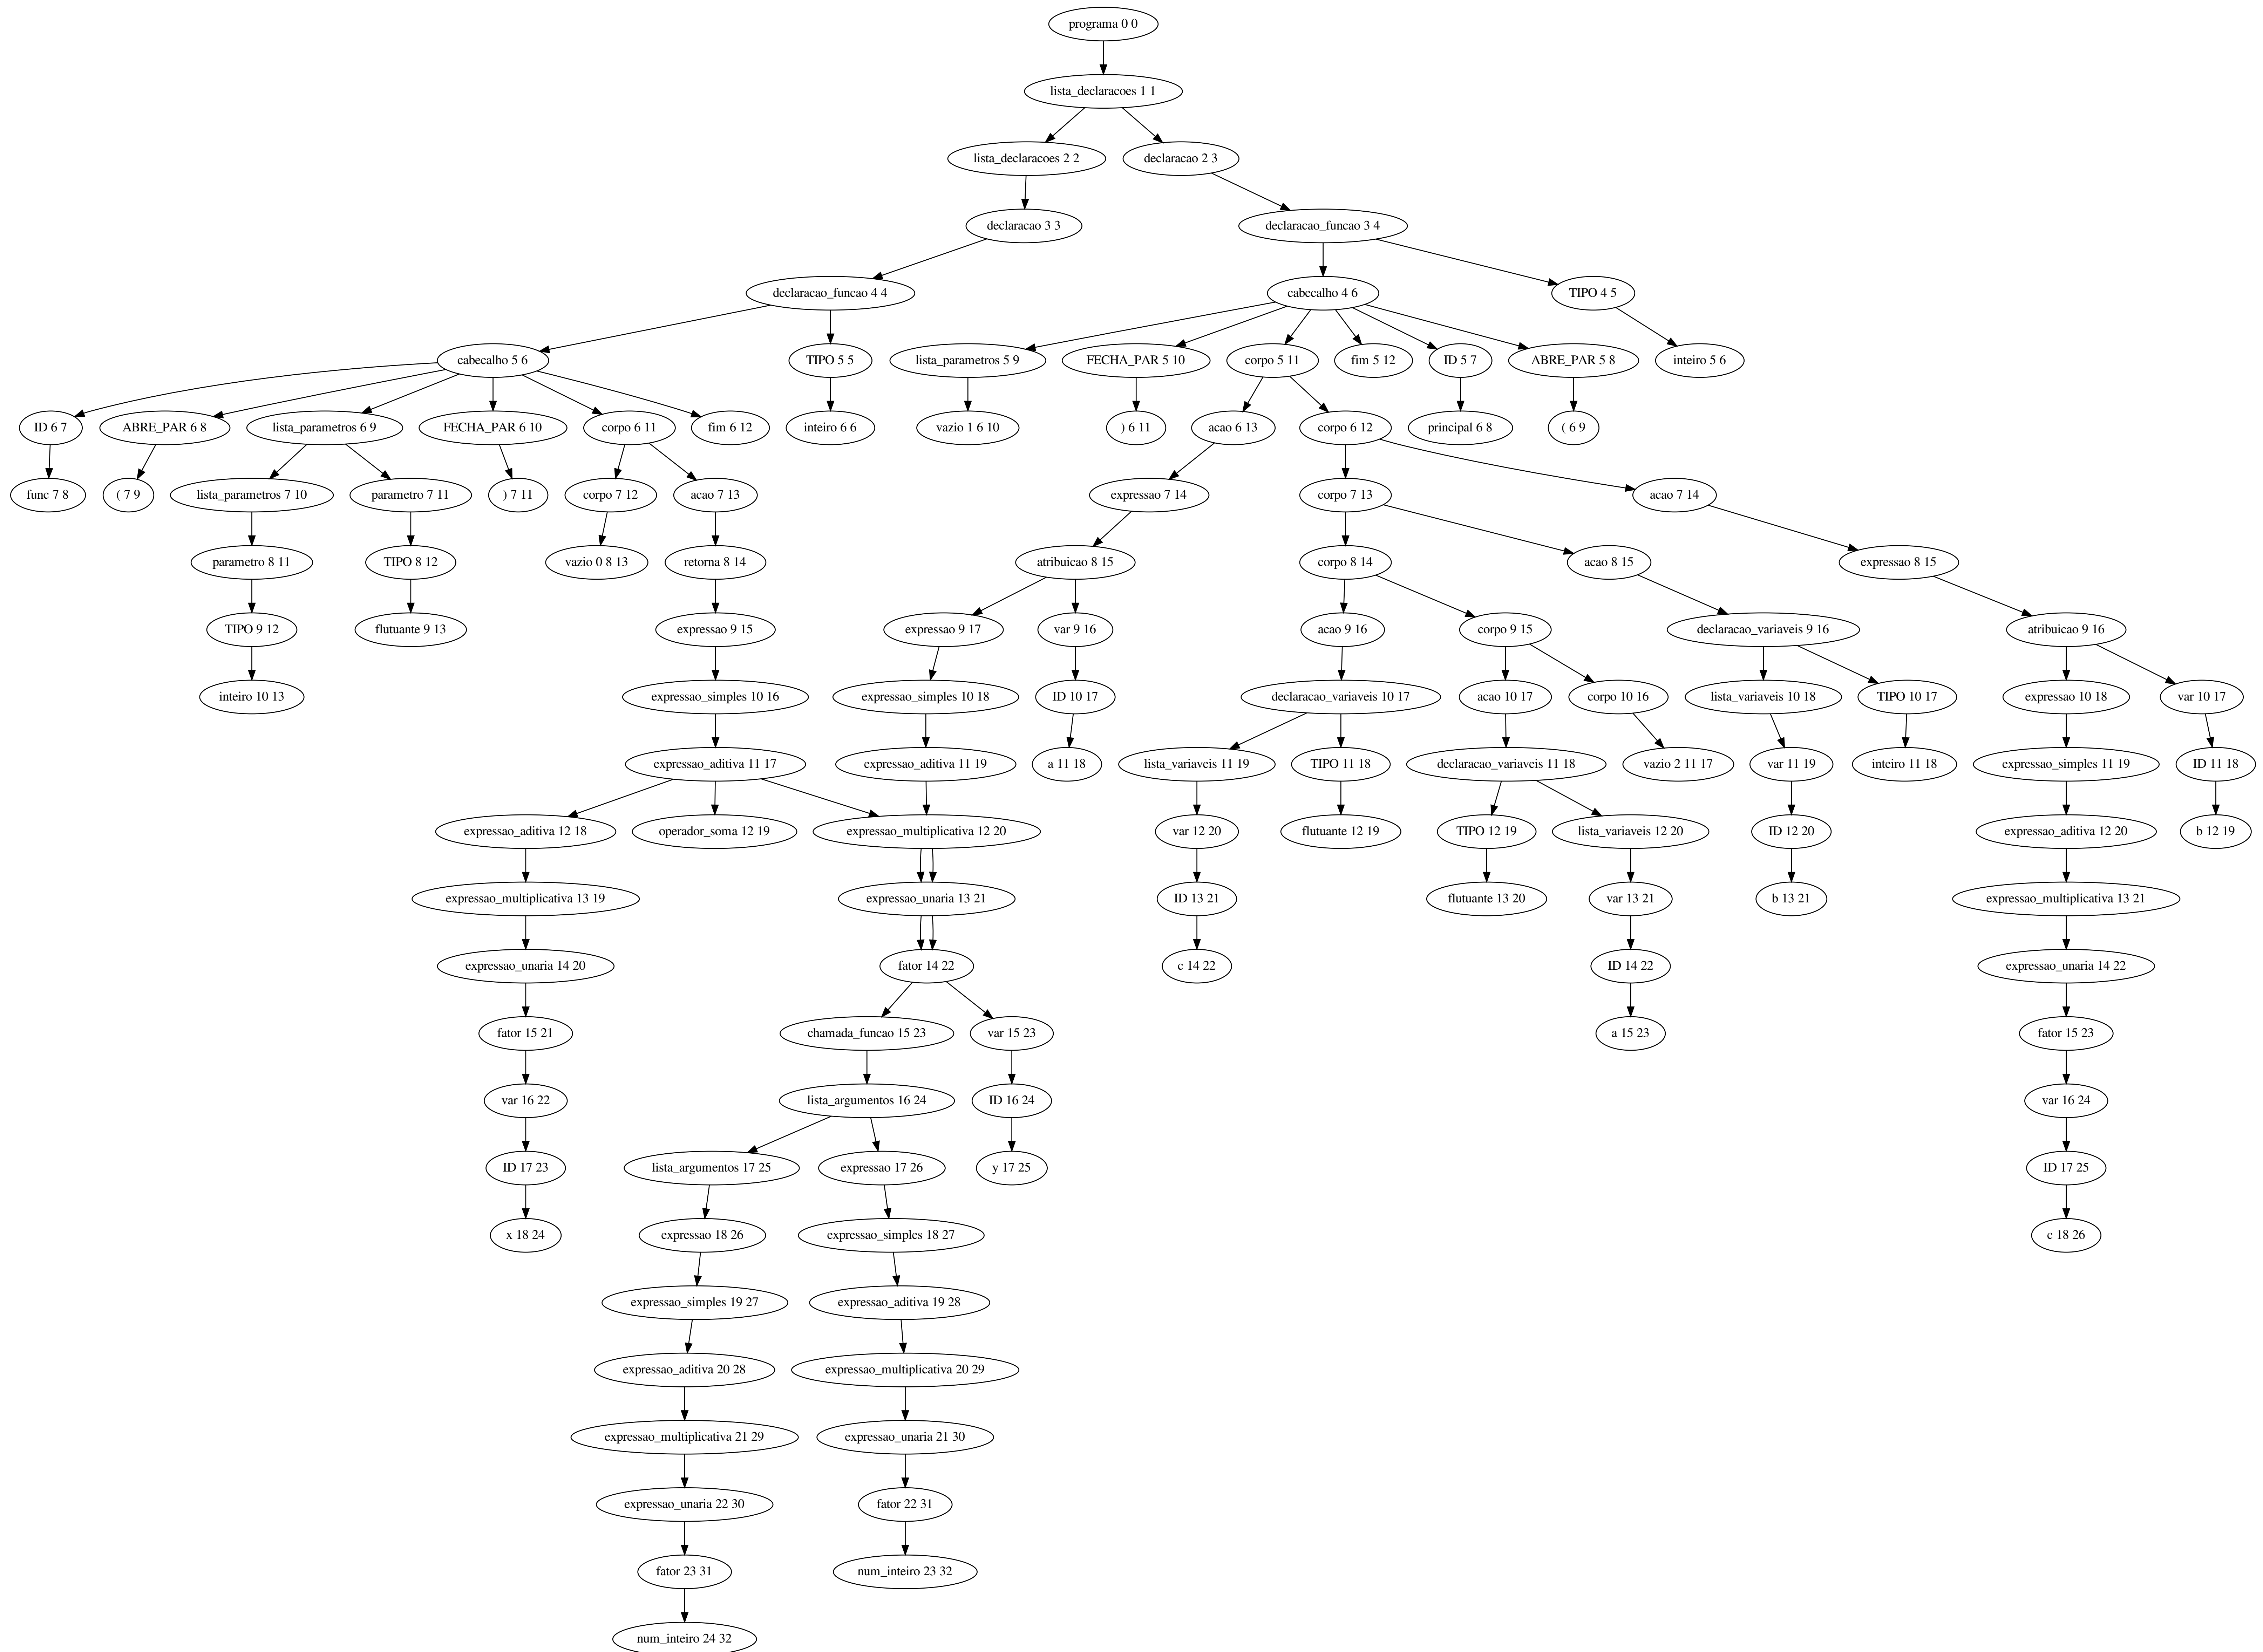 programa 0 0
lista_declaracoes 1 1
lista_declaracoes 2 2
declaracao 2 3
declaracao 3 3
declaracao_funcao 3 4
declaracao_funcao 4 4
cabecalho 4 6
TIPO 4 5
cabecalho 5 6
TIPO 5 5
lista_parametros 5 9
FECHA_PAR 5 10
corpo 5 11
fim 5 12
ID 5 7
ABRE_PAR 5 8
inteiro 5 6
ID 6 7
ABRE_PAR 6 8
lista_parametros 6 9
FECHA_PAR 6 10
corpo 6 11
fim 6 12
inteiro 6 6
vazio 1 6 10
) 6 11
acao 6 13
corpo 6 12
principal 6 8
( 6 9
func 7 8
( 7 9
lista_parametros 7 10
parametro 7 11
) 7 11
corpo 7 12
acao 7 13
expressao 7 14
corpo 7 13
acao 7 14
parametro 8 11
TIPO 8 12
vazio 0 8 13
retorna 8 14
atribuicao 8 15
corpo 8 14
acao 8 15
expressao 8 15
TIPO 9 12
flutuante 9 13
expressao 9 15
expressao 9 17
var 9 16
acao 9 16
corpo 9 15
declaracao_variaveis 9 16
atribuicao 9 16
inteiro 10 13
expressao_simples 10 16
expressao_simples 10 18
ID 10 17
declaracao_variaveis 10 17
acao 10 17
corpo 10 16
lista_variaveis 10 18
TIPO 10 17
expressao 10 18
var 10 17
expressao_aditiva 11 17
expressao_aditiva 11 19
a 11 18
lista_variaveis 11 19
TIPO 11 18
declaracao_variaveis 11 18
vazio 2 11 17
var 11 19
inteiro 11 18
expressao_simples 11 19
ID 11 18
expressao_aditiva 12 18
operador_soma 12 19
expressao_multiplicativa 12 20
var 12 20
flutuante 12 19
TIPO 12 19
lista_variaveis 12 20
ID 12 20
expressao_aditiva 12 20
b 12 19
expressao_multiplicativa 13 19
expressao_unaria 13 21
ID 13 21
flutuante 13 20
var 13 21
b 13 21
expressao_multiplicativa 13 21
expressao_unaria 14 20
fator 14 22
c 14 22
ID 14 22
expressao_unaria 14 22
fator 15 21
chamada_funcao 15 23
var 15 23
a 15 23
fator 15 23
var 16 22
lista_argumentos 16 24
ID 16 24
var 16 24
ID 17 23
lista_argumentos 17 25
expressao 17 26
y 17 25
ID 17 25
x 18 24
expressao 18 26
expressao_simples 18 27
c 18 26
expressao_simples 19 27
expressao_aditiva 19 28
expressao_aditiva 20 28
expressao_multiplicativa 20 29
expressao_multiplicativa 21 29
expressao_unaria 21 30
expressao_unaria 22 30
fator 22 31
fator 23 31
num_inteiro 23 32
num_inteiro 24 32